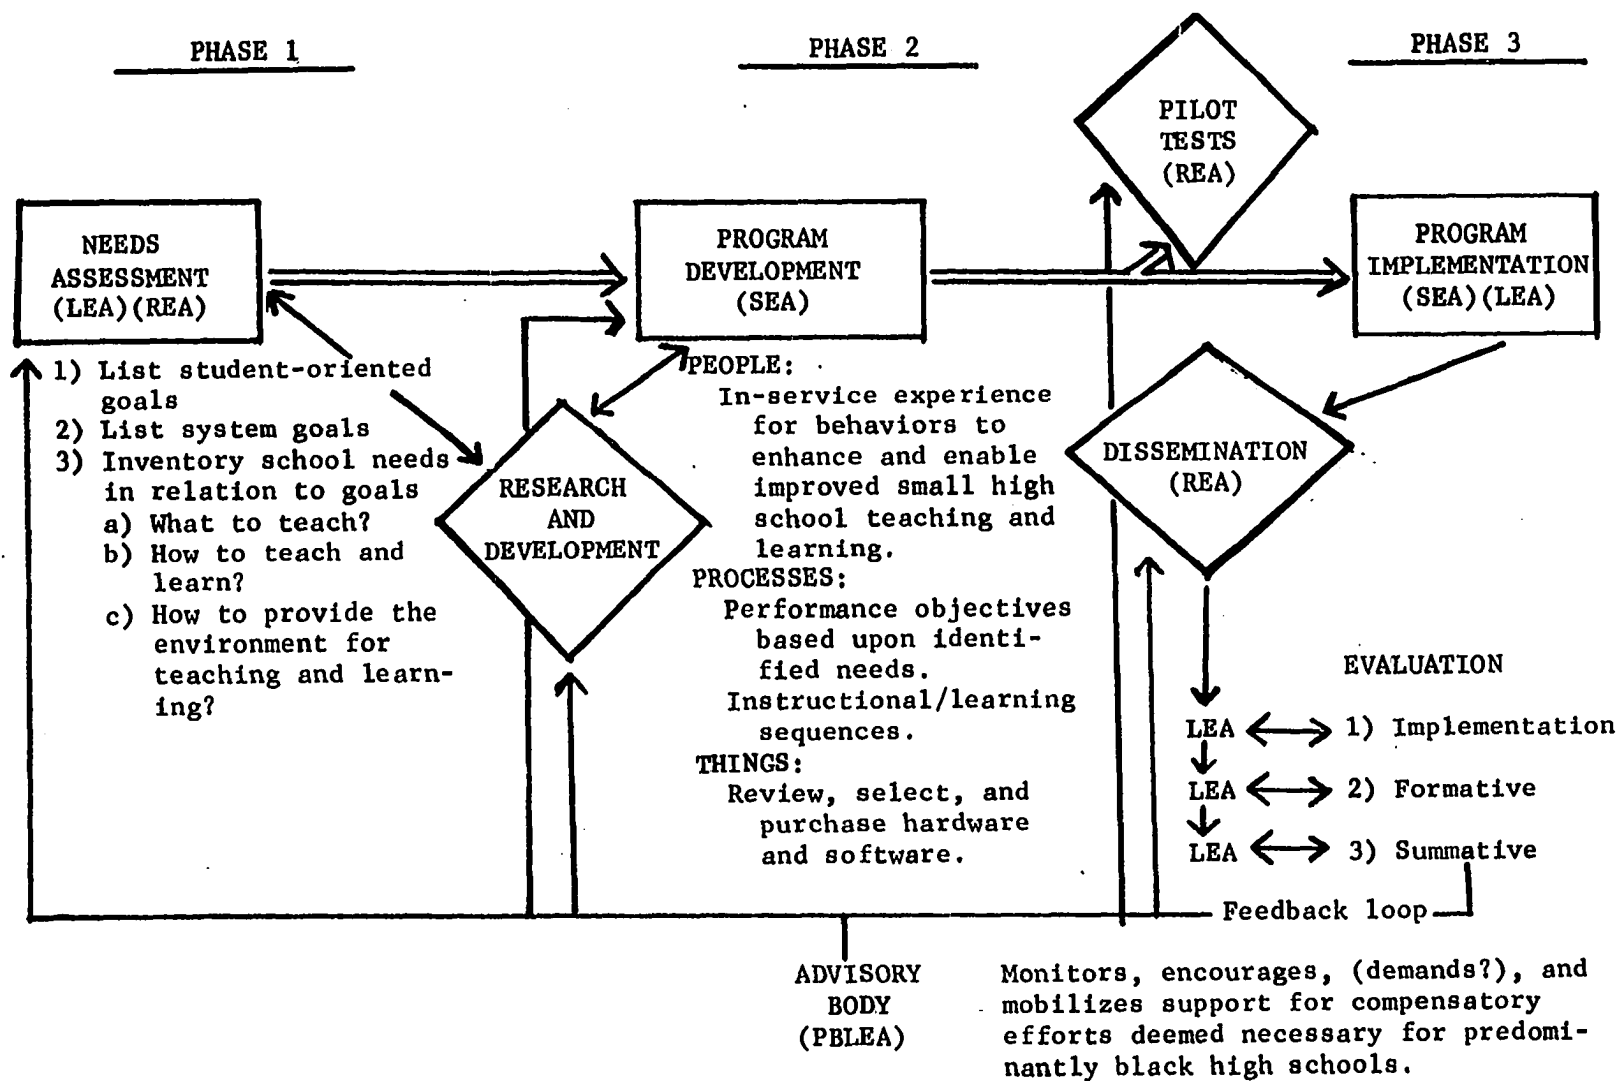 PHASE 1
PHASE 2
PHASE 3
PILOT
TESTS
(REA)
NEEDS
ASSESSMENT
(LEA)(REA)
PROGRAM
DEVELOPMENT
(SEA)
PROGRAM
IMPLEMENTATION
(SEA)(LEA)
1) List student-oriented
goals
2) List system goals
3) Inventory school needs
in relation to goals
a) What to teach?
b) How to teach and
learn?
c) How to provide the
environment for
teaching and learn-
ing?
RESEARCH
AND
DEVELOPMENT
PEOPLE:
In-service experience
for behaviors to
enhance and enable
improved small high
school teaching and
learning.
PROCESSES:
Performance objectives
based upon identi-
fied needs.
Instructional/learning
sequences.
THINGS:
Review, select, and
purchase hardware
and software.
DISSEMINATION
(REA)
EVALUATION
LEA 1) Implementation
LEA 2) Formative
LEA 3) Summative
Feedback loop
ADVISORY
BODY
(PBLEA)
Monitors, encourages, (demands?), and
mobilizes support for compensatory
efforts deemed necessary for predomi-
nantly black high schools.